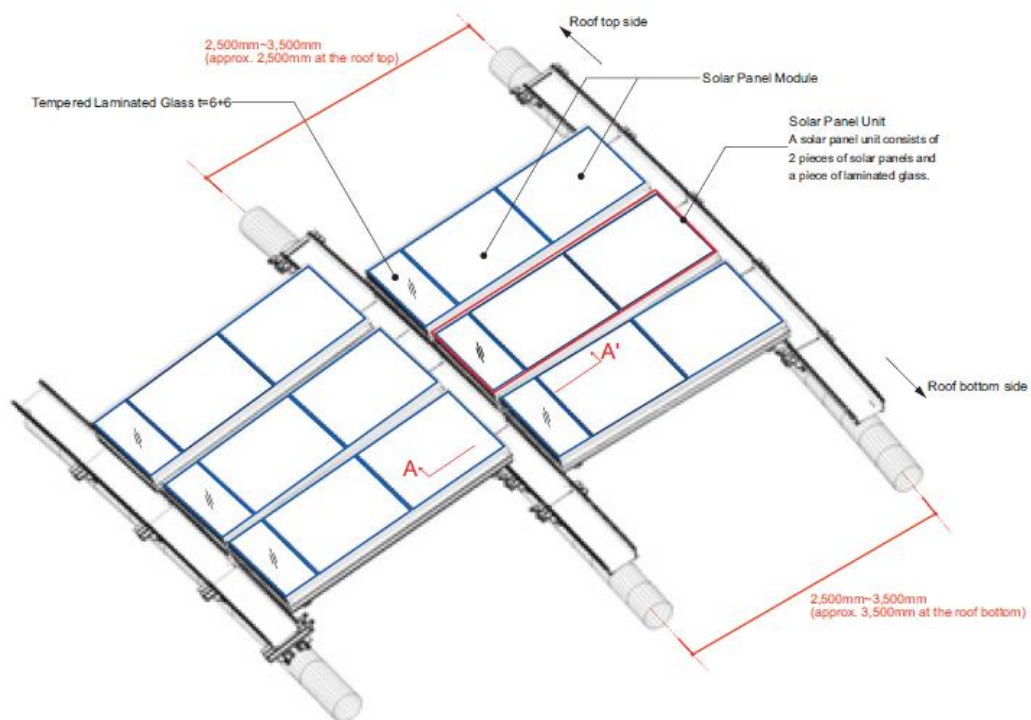 Roof top side
2,500mm~3,500mm
(approx. 2,500mm at the roof top)
Solar Panel Module
Tempered Laminated Glass t=6+6
Solar Panel Unit
A solar panel unit consists of
2 pieces of solar panels and
a piece of laminated glass.
A'
Roof bottom side
A
2,500mm~3,500mm
(approx. 3,500mm at the roof bottom)